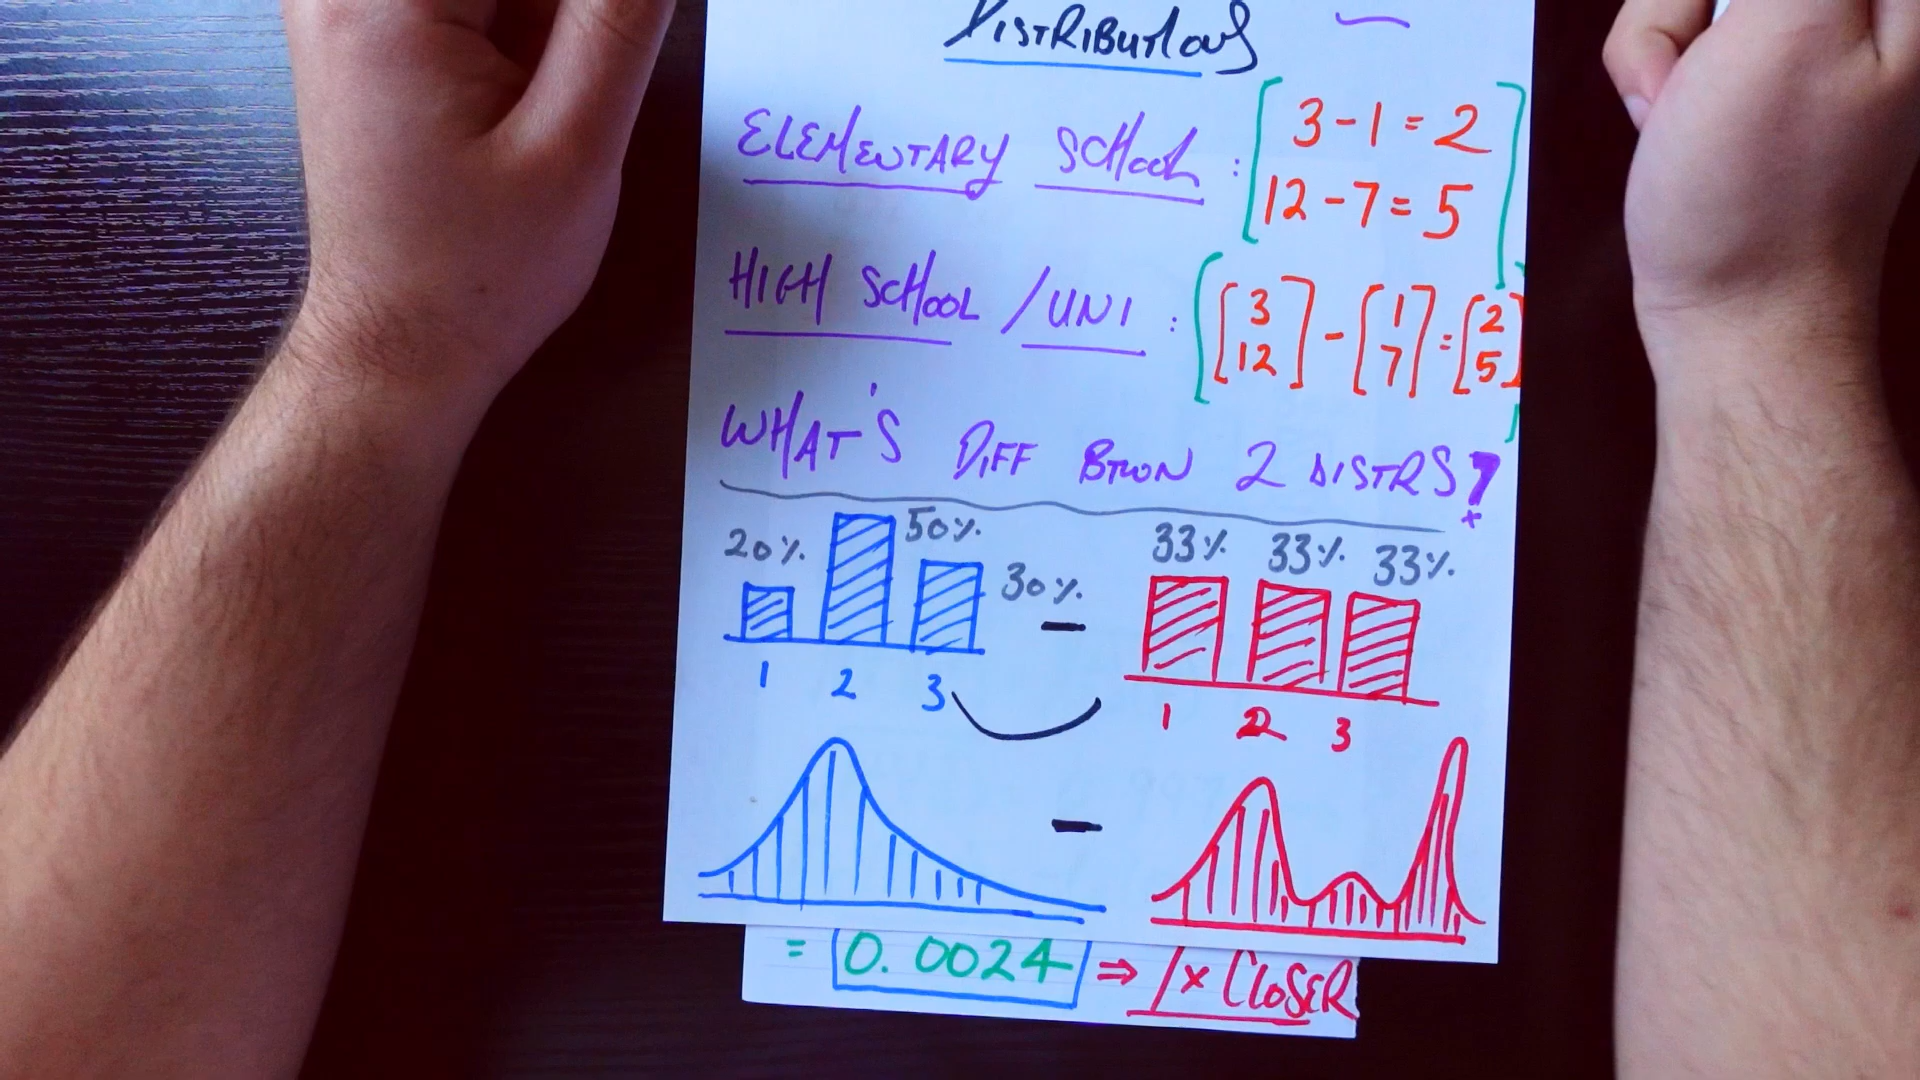 DISTRIBUTIONS
ELEMENTARY SCHOOL : [ 3 - 1 = 2
12 - 7 = 5 ]
HIGH SCHOOL / UNI : [ [3 12] - [1 7] = [2 5] ]
WHAT'S DIFF BTWN 2 DISTRS?
20% 50% 30% - 33% 33% 33%
1 2 3 1 2 3
-
= 0.0024 ⇒ 1x CLOSER